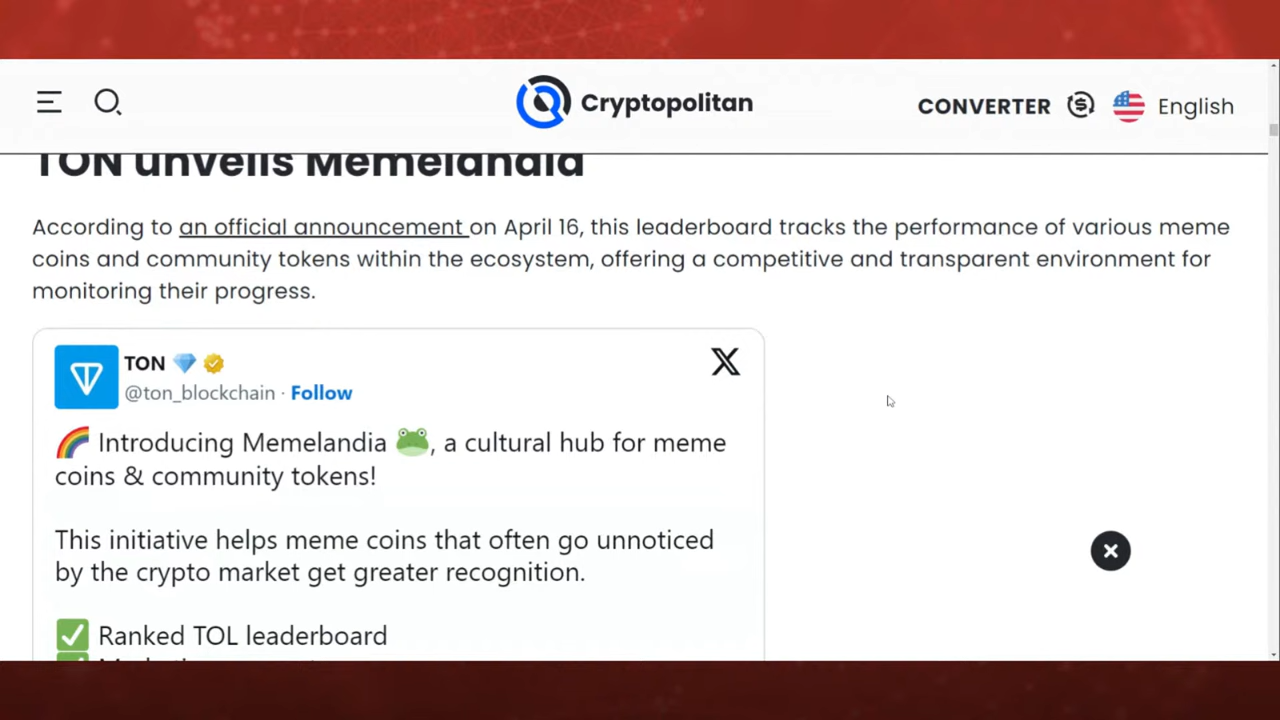 Cryptopolitan
CONVERTER
English
TON unveils Memelandia
According to an official announcement on April 16, this leaderboard tracks the performance of various meme
coins and community tokens within the ecosystem, offering a competitive and transparent environment for
monitoring their progress.
TON 💎
@ton_blockchain · Follow
🌈 Introducing Memelandia 🐸, a cultural hub for meme
coins & community tokens!
This initiative helps meme coins that often go unnoticed
by the crypto market get greater recognition.
✅ Ranked TOL leaderboard